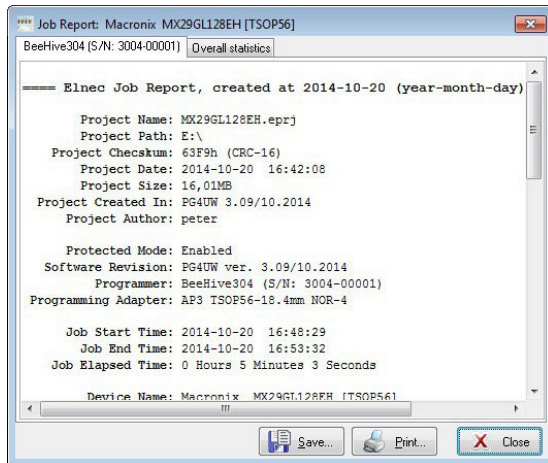 Job Report: Macronix MX29GL128EH [TSOP56]
BeeHive304 (S/N: 3004-00001) Overall statistics
==== Elnec Job Report, created at 2014-10-20 (year-month-day)
Project Name: MX29GL128EH.eprj
Project Path: E:\
Project Checskum: 63F9h (CRC-16)
Project Date: 2014-10-20 16:42:08
Project Size: 16,01MB
Project Created In: PG4UW 3.09/10.2014
Project Author: peter
Protected Mode: Enabled
Software Revision: PG4UW ver. 3.09/10.2014
Programmer: BeeHive304 (S/N: 3004-00001)
Programming Adapter: AP3 TSOP56-18.4mm NOR-4
Job Start Time: 2014-10-20 16:48:29
Job End Time: 2014-10-20 16:53:32
Job Elapsed Time: 0 Hours 5 Minutes 3 Seconds
Device Name: Macronix MX29GL128EH [TSOP56]
Save... Print... Close